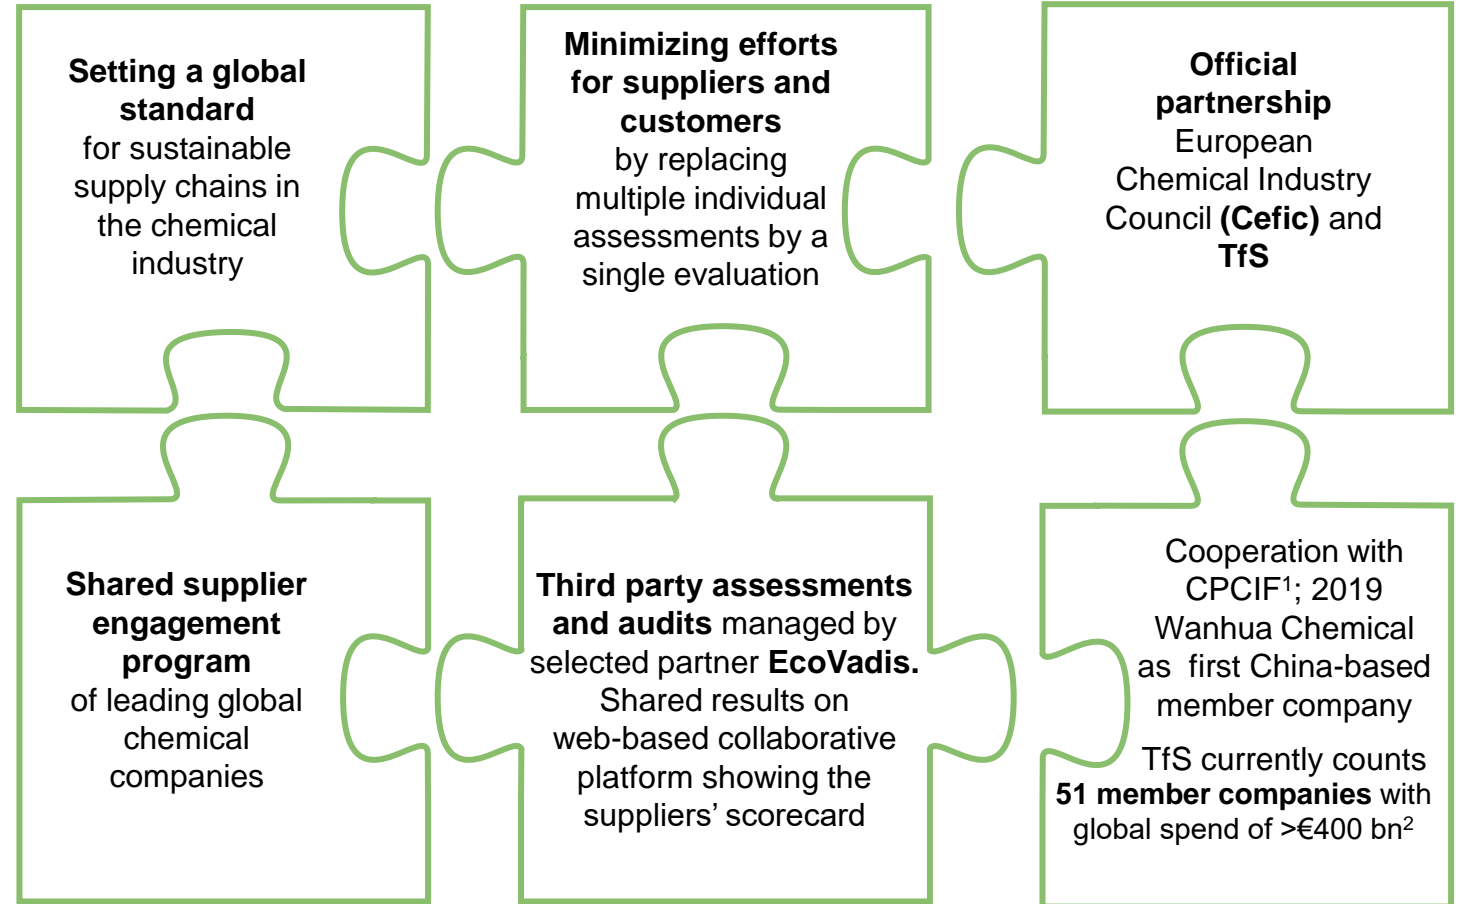 Setting a global
standard
for sustainable
supply chains in
the chemical
industry
Minimizing efforts
for suppliers and
customers
by replacing
multiple individual
assessments by a
single evaluation
Official
partnership
European
Chemical Industry
Council (Cefic) and
TfS
Shared supplier
engagement
program
of leading global
chemical
companies
Third party assessments
and audits managed by
selected partner EcoVadis.
Shared results on
web-based collaborative
platform showing the
suppliers’ scorecard
Cooperation with
CPCIF¹; 2019
Wanhua Chemical
as first China-based
member company
TfS currently counts
51 member companies with
global spend of >€400 bn²